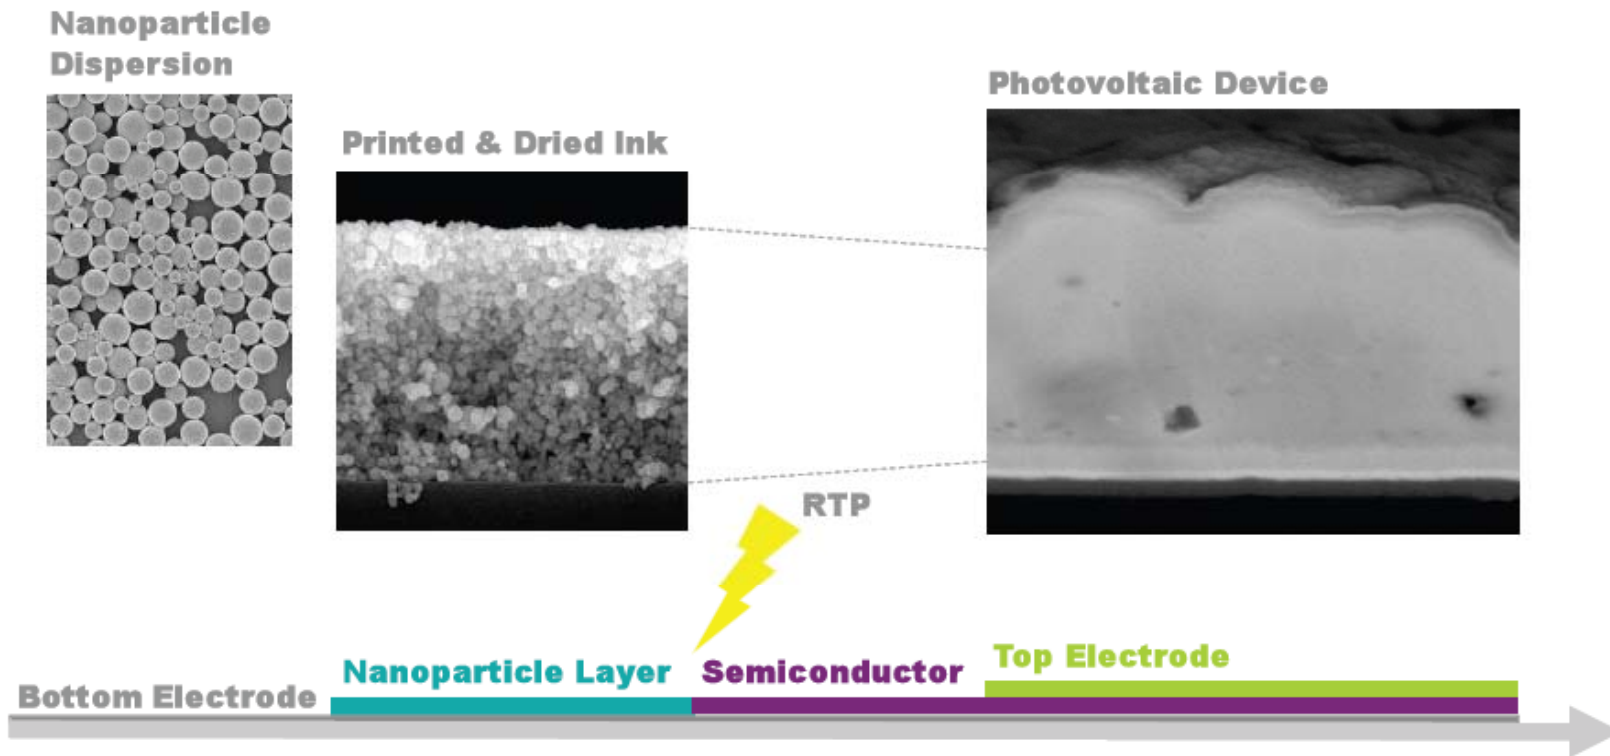 Nanoparticle
Dispersion
Printed & Dried Ink
Photovoltaic Device
RTP
Bottom Electrode
Nanoparticle Layer
Semiconductor
Top Electrode